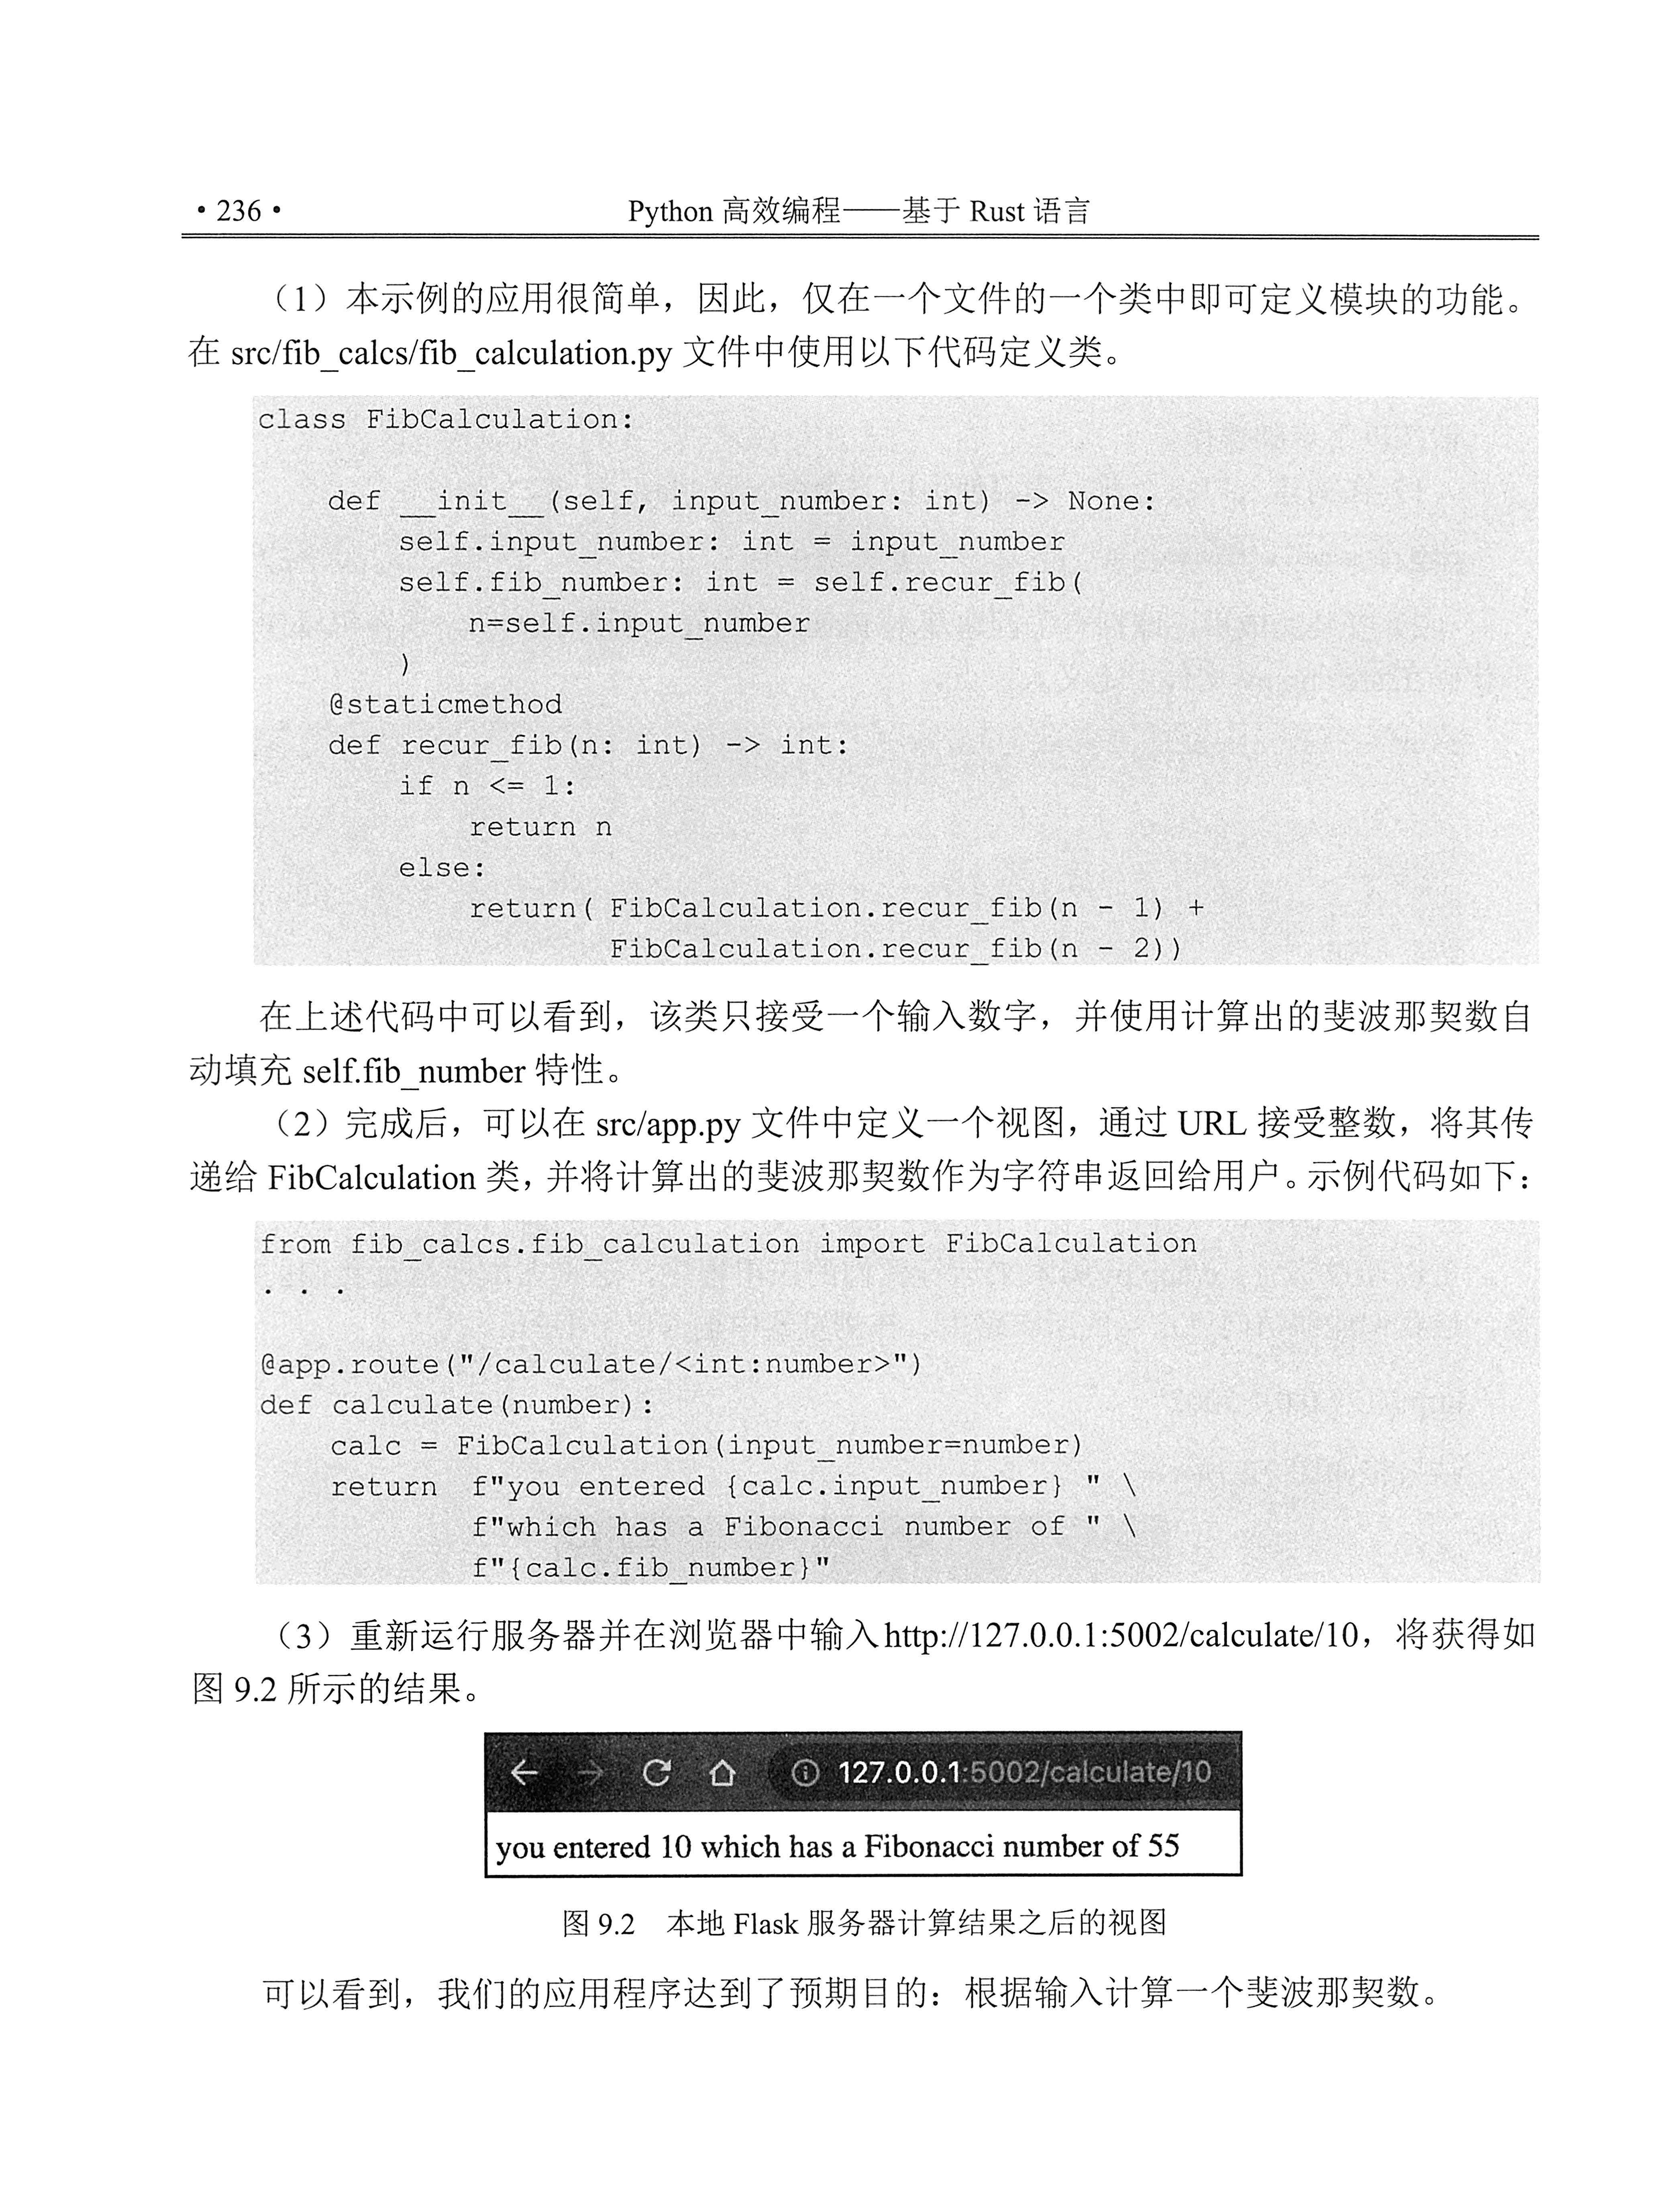 • 236 •
Python 高效编程——基于 Rust 语言
（1）本示例的应用很简单，因此，仅在一个文件的一个类中即可定义模块的功能。
在 src/fib_calcs/fib_calculation.py 文件中使用以下代码定义类。
class FibCalculation:
    def __init__(self, input_number: int) -> None:
        self.input_number: int = input_number
        self.fib_number: int = self.recur_fib(
            n=self.input_number
        )
    @staticmethod
    def recur_fib(n: int) -> int:
        if n <= 1:
            return n
        else:
            return( FibCalculation.recur_fib(n - 1) +
                    FibCalculation.recur_fib(n - 2))
在上述代码中可以看到，该类只接受一个输入数字，并使用计算出的斐波那契数自
动填充 self.fib_number 特性。
（2）完成后，可以在 src/app.py 文件中定义一个视图，通过 URL 接受整数，将其传
递给 FibCalculation 类，并将计算出的斐波那契数作为字符串返回给用户。示例代码如下：
from fib_calcs.fib_calculation import FibCalculation
. . .
@app.route("/calculate/<int:number>")
def calculate(number):
    calc = FibCalculation(input_number=number)
    return  f"you entered {calc.input_number} " \
            f"which has a Fibonacci number of " \
            f"{calc.fib_number}"
（3）重新运行服务器并在浏览器中输入http://127.0.0.1:5002/calculate/10，将获得如
图 9.2 所示的结果。
127.0.0.1:5002/calculate/10
you entered 10 which has a Fibonacci number of 55
图 9.2 本地 Flask 服务器计算结果之后的视图
可以看到，我们的应用程序达到了预期目的：根据输入计算一个斐波那契数。